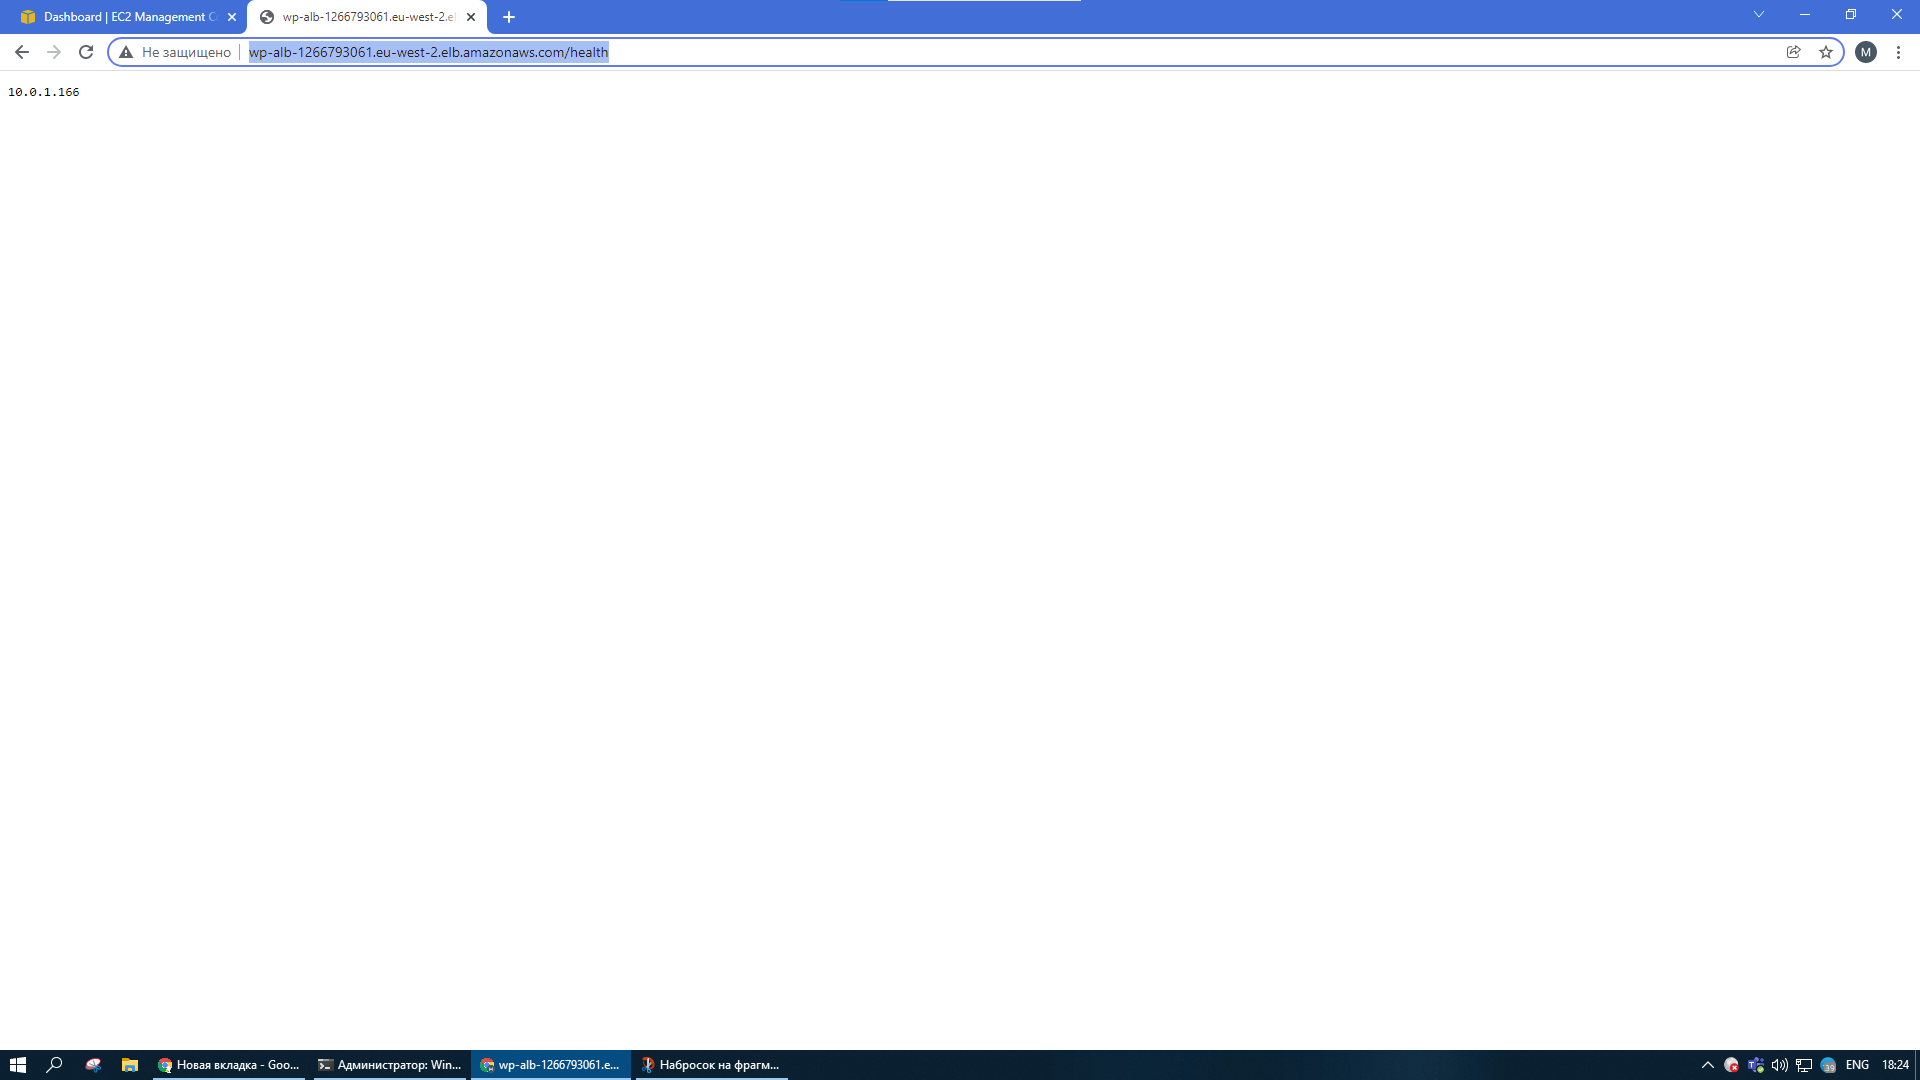 Dashboard | EC2 Management C
wp-alb-1266793061.eu-west-2.el
Не защищено
wp-alb-1266793061.eu-west-2.elb.amazonaws.com/health
M
10.0.1.166
Новая вкладка - Goo...
Администратор: Win...
wp-alb-1266793061.e...
Набросок на фрагм...
39
ENG
18:24